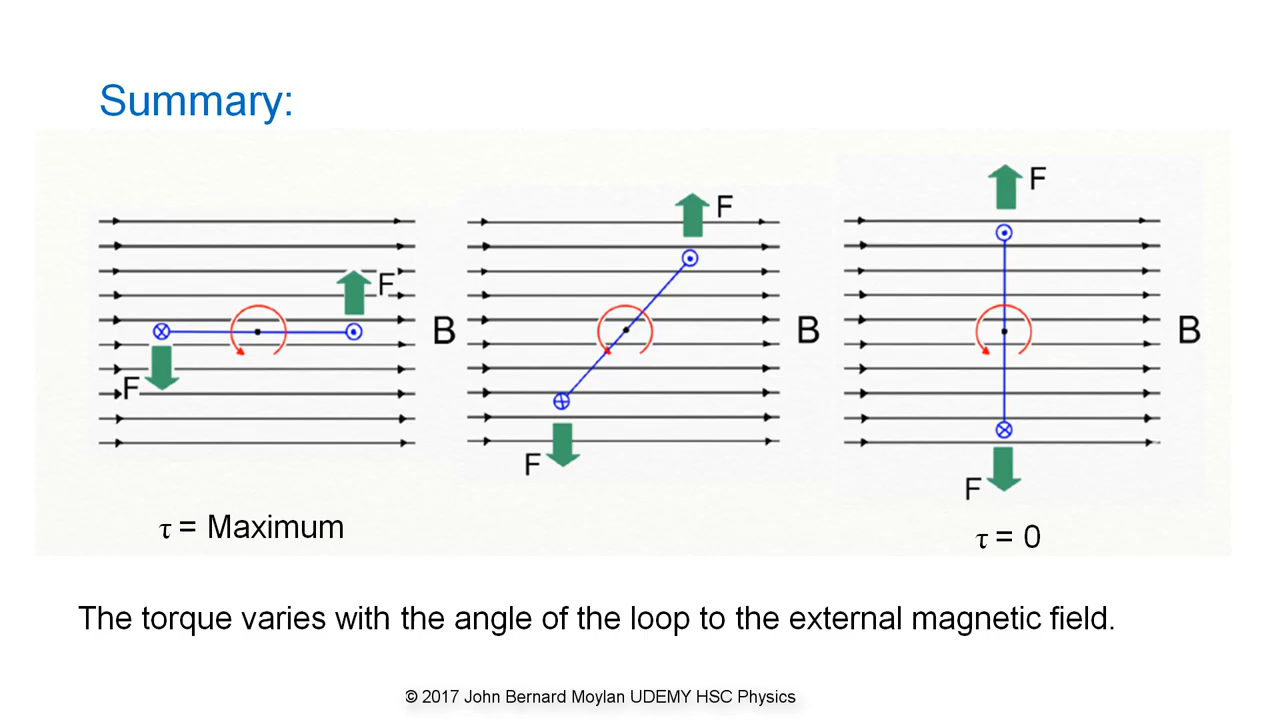 Summary:
F
F
F
F
B
F
B
F
B
τ = Maximum
τ = 0
The torque varies with the angle of the loop to the external magnetic field.
© 2017 John Bernard Moylan UDEMY HSC Physics